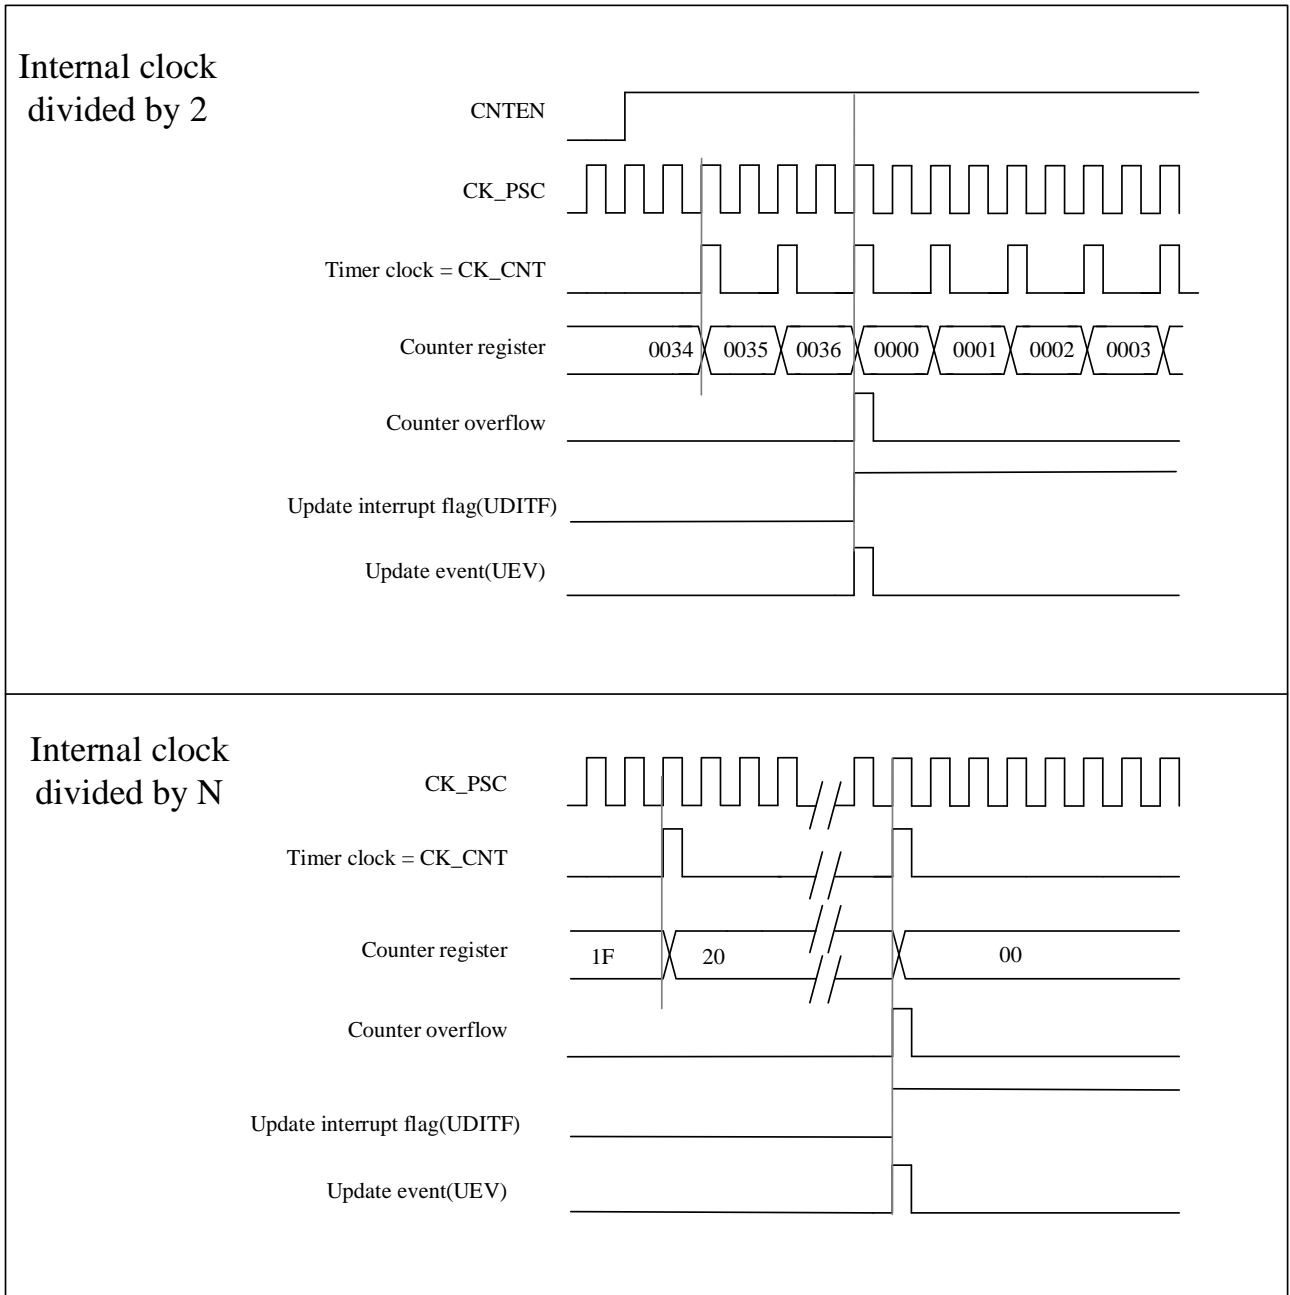 Internal clock
divided by 2
CNTEN
CK_PSC
Timer clock = CK_CNT
Counter register
0034 0035 0036 0000 0001 0002 0003
Counter overflow
Update interrupt flag(UDITF)
Update event(UEV)
Internal clock
divided by N
CK_PSC
Timer clock = CK_CNT
Counter register
1F 20 00
Counter overflow
Update interrupt flag(UDITF)
Update event(UEV)